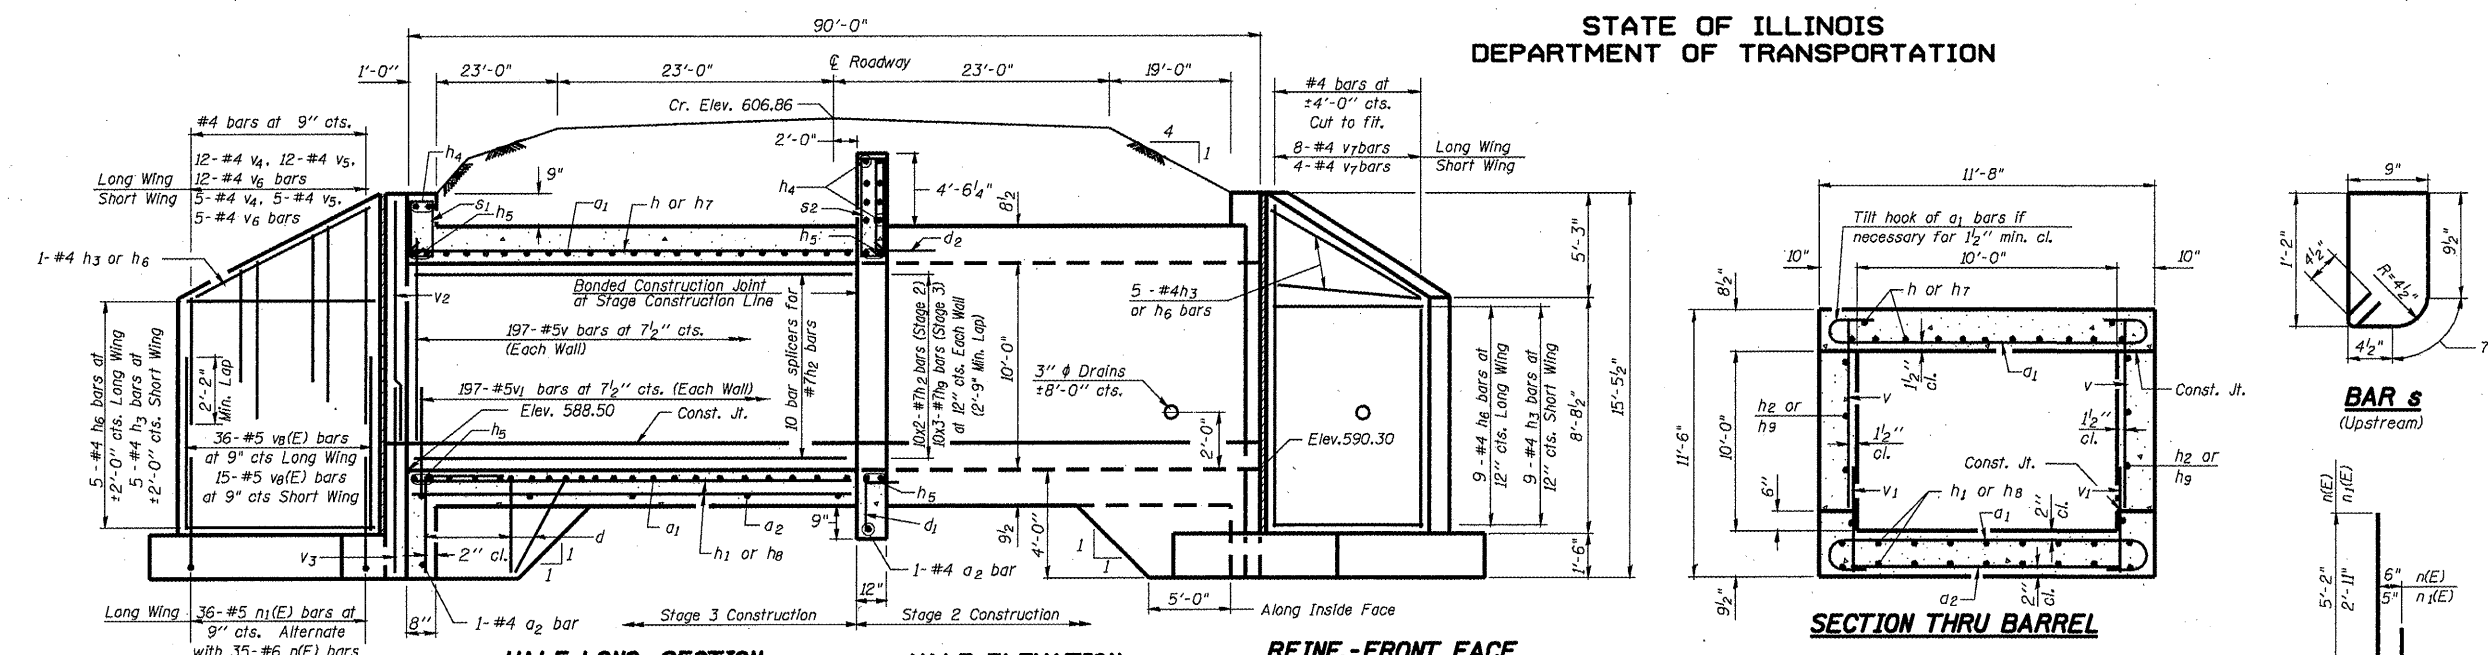 STATE OF ILLINOIS
DEPARTMENT OF TRANSPORTATION
90'-0"
1'-0"
23'-0"
23'-0"
℄ Roadway
23'-0"
19'-0"
Cr. Elev. 606.86
2'-0"
4
1
#4 bars at
±4'-0" cts.
Cut to fit.
8-#4 v7bars
Long Wing
4-#4 v7bars
Short Wing
#4 bars at 9" cts.
12-#4 v4, 12-#4 v5,
12-#4 v6 bars
Long Wing
Short Wing
5-#4 v4, 5-#4 v5,
5-#4 v6 bars
1-#4 h3 or h6
h4
s1
h5
9"
a1
h or h7
h4
s2
h5
4'-6¼"
8½
d2
v2
Bonded Construction Joint
at Stage Construction Line
197-#5v bars at 7½" cts.
(Each Wall)
197-#5v1 bars at 7½" cts. (Each Wall)
Elev. 588.50
Const. Jt.
h5
10 bar splicers for
#7h2 bars
10x2-#7h2 bars (Stage 2)
10x3-#7h9 bars (Stage 3)
at 12" cts. Each Wall
(2'-9" Min. Lap)
10'-0"
3" ϕ Drains
±8'-0" cts.
2'-0"
5 -#4h3
or h6 bars
Elev.590.30
9 -#4 h6 bars at
12" cts. Long Wing
9 -#4 h3 bars at
12" cts. Short Wing
5'-3"
8'-8½"
15'-5½"
1'-6"
5 -#4 h6 bars at
±2'-0" cts. Long Wing
5 -#4 h3 bars at
±2'-0" cts. Short Wing
2'-2"
Min. Lap
36-#5 v8(E) bars
at 9" cts Long Wing
15-#5 v8(E) bars
at 9" cts Short Wing
v3
2" cl.
1
1
d
a1
a2
h1 or h8
9"
h5
d1
9½
4'-0"
1
1
1-#4 a2 bar
12"
5'-0"
Along Inside Face
Stage 3 Construction
Stage 2 Construction
8"
1-#4 a2 bar
Long Wing
36-#5 n1(E) bars at
9" cts. Alternate
with 35-#6 n(E) bars
HALF LONG. SECTION
HALF ELEVATION
REINF.-FRONT FACE
11'-8"
Tilt hook of a1 bars if
necessary for 1½" min. cl.
10"
10'-0"
10"
8½"
h or h7
1½"
cl.
a1
v
v
Const. Jt.
h2 or
h9
1½"
cl.
1½"
cl.
11'-6"
10'-0"
6"
v1
Const. Jt.
v1
h2 or
h9
h1 or h8
a1
2"
cl.
a2
2"
cl.
9½"
SECTION THRU BARREL
9"
1'-2"
4½"
R=4½"
9½"
4½"
7
BAR s
(Upstream)
n(E)
n1(E)
5'-2"
2'-11"
6"
n(E)
5"
n1(E)